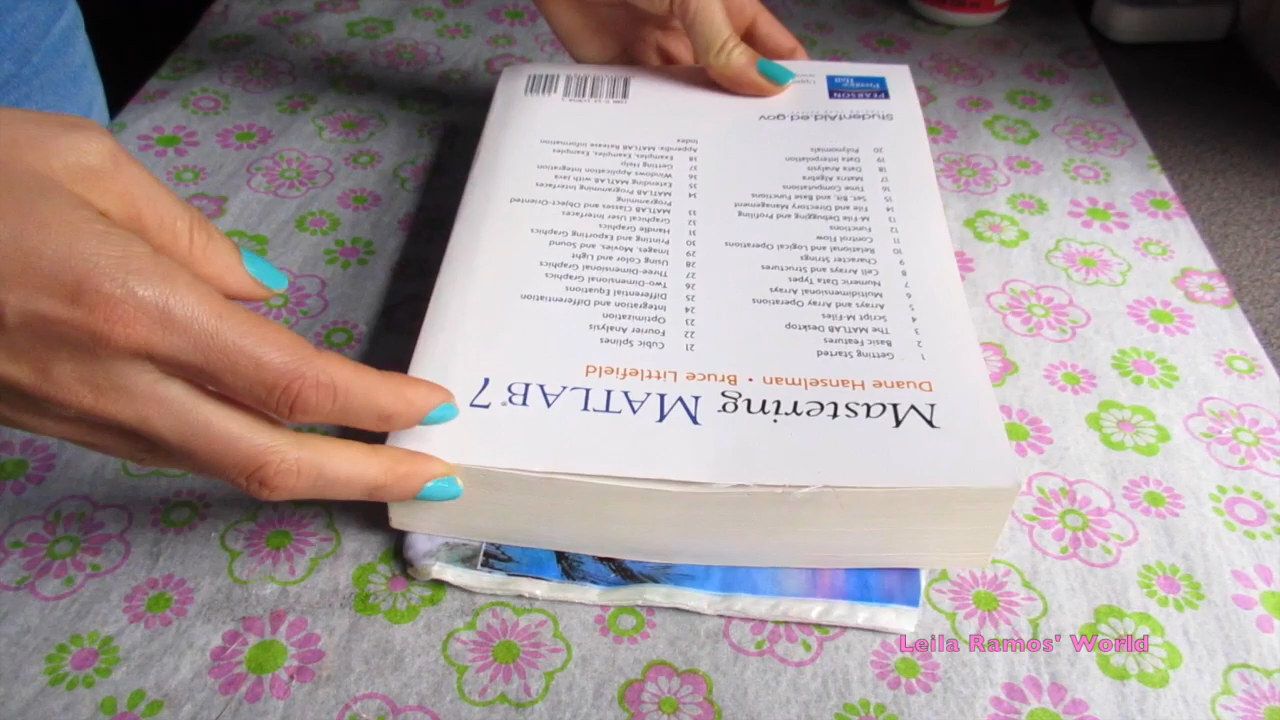 Mastering MATLAB® 7
Duane Hanselman • Bruce Littlefield
1 Getting Started
2 Basic Features
3 The MATLAB Desktop
4 Script M-Files
5 Arrays and Array Operations
6 Multidimensional Arrays
7 Numeric Data Types
8 Cell Arrays and Structures
9 Character Strings
10 Relational and Logical Operations
11 Control Flow
12 Functions
13 M-File Debugging and Profiling
14 File and Directory Management
15 Set, Bit, and Base Functions
16 Time Computations
17 Matrix Algebra
18 Data Analysis
19 Data Interpolation
20 Polynomials
21 Cubic Splines
22 Fourier Analysis
23 Optimization
24 Integration and Differentiation
25 Differential Equations
26 Two-Dimensional Graphics
27 Three-Dimensional Graphics
28 Using Color and Light
29 Images, Movies, and Sound
30 Printing and Exporting Graphics
31 Handle Graphics
32 Graphical User Interfaces
33 MATLAB Classes and Object-Oriented
Programming
34 MATLAB Programming Interfaces
35 Extending MATLAB with Java
36 Windows Application Integration
37 Getting Help
38 Examples, Examples, Examples
Appendix: MATLAB Release Information
Index
StudentAid.ed.gov
PEARSON
Prentice
Hall
Leila Ramos' World